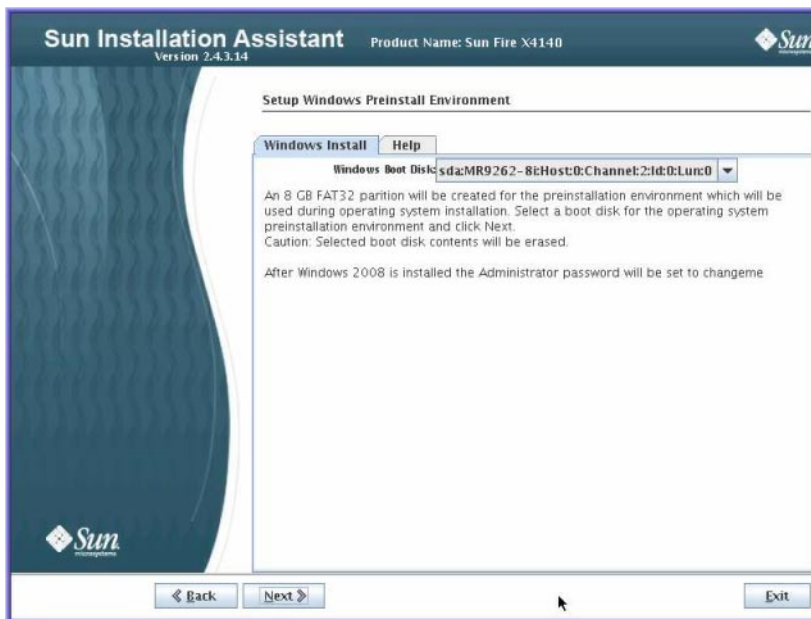 Sun Installation Assistant
Product Name: Sun Fire X4140
Sun
Version 2.4.3.14
Setup Windows Preinstall Environment
Windows Install
Help
Windows Boot Disk:
sda:MR9262-8i:Host:0:Channel:2:Id:0:Lun:0
An 8 GB FAT32 parition will be created for the preinstallation environment which will be
used during operating system installation. Select a boot disk for the operating system
preinstallation environment and click Next.
Caution: Selected boot disk contents will be erased.
After Windows 2008 is installed the Administrator password will be set to changeme
Sun
microsystems
Back
Next
Exit